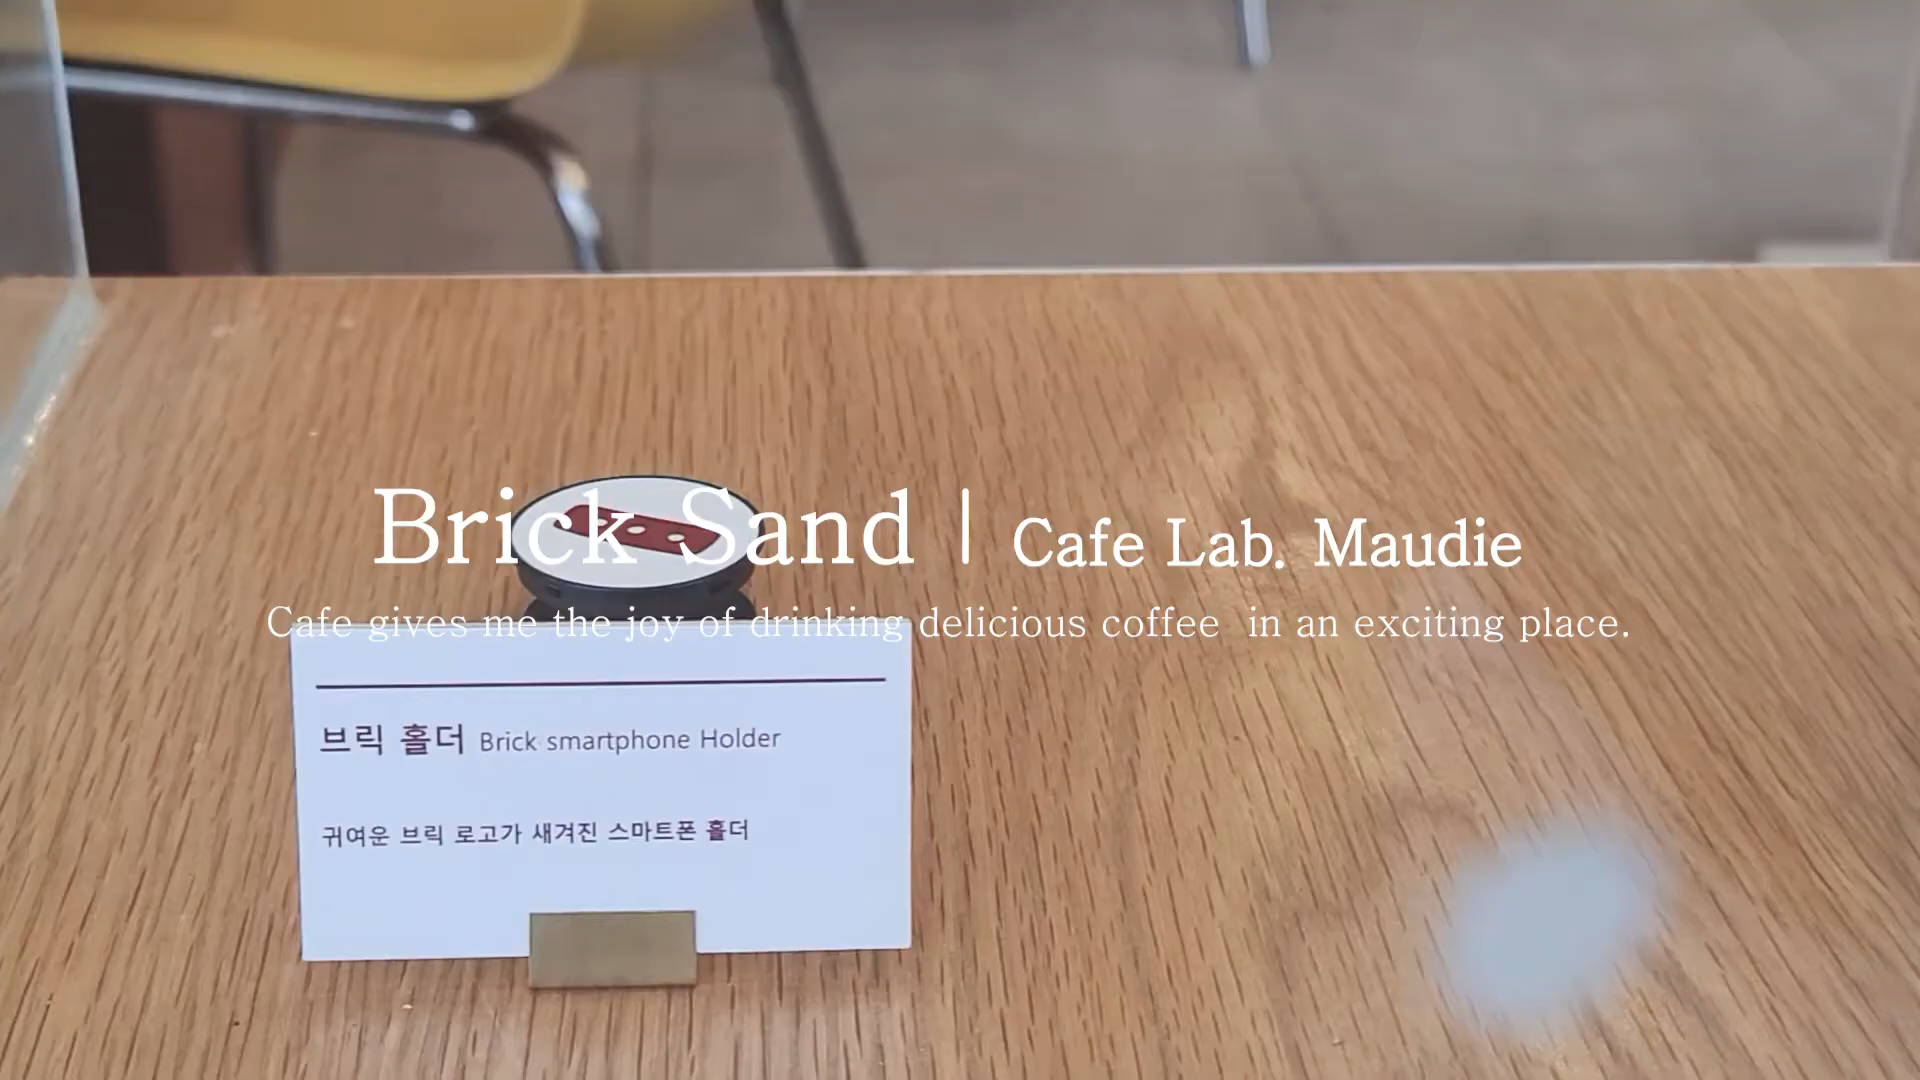 Brick Sand | Cafe Lab. Maudie
Cafe gives me the joy of drinking delicious coffee in an exciting place.
브릭 홀더 Brick smartphone Holder
귀여운 브릭 로고가 새겨진 스마트폰 홀더